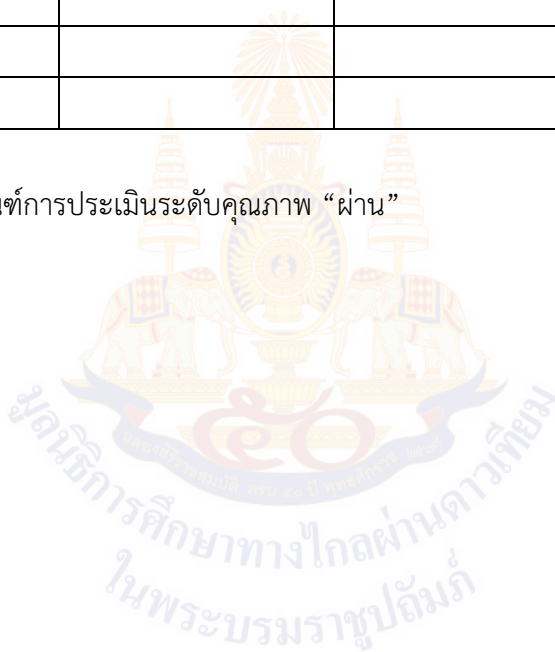 ฑ์การประเมินระดับคุณภาพ “ผ่าน”
๕๐
มูลนิธิการศึกษาทางไกลผ่านดาวเทียม
ในพระบรมราชูปถัมภ์